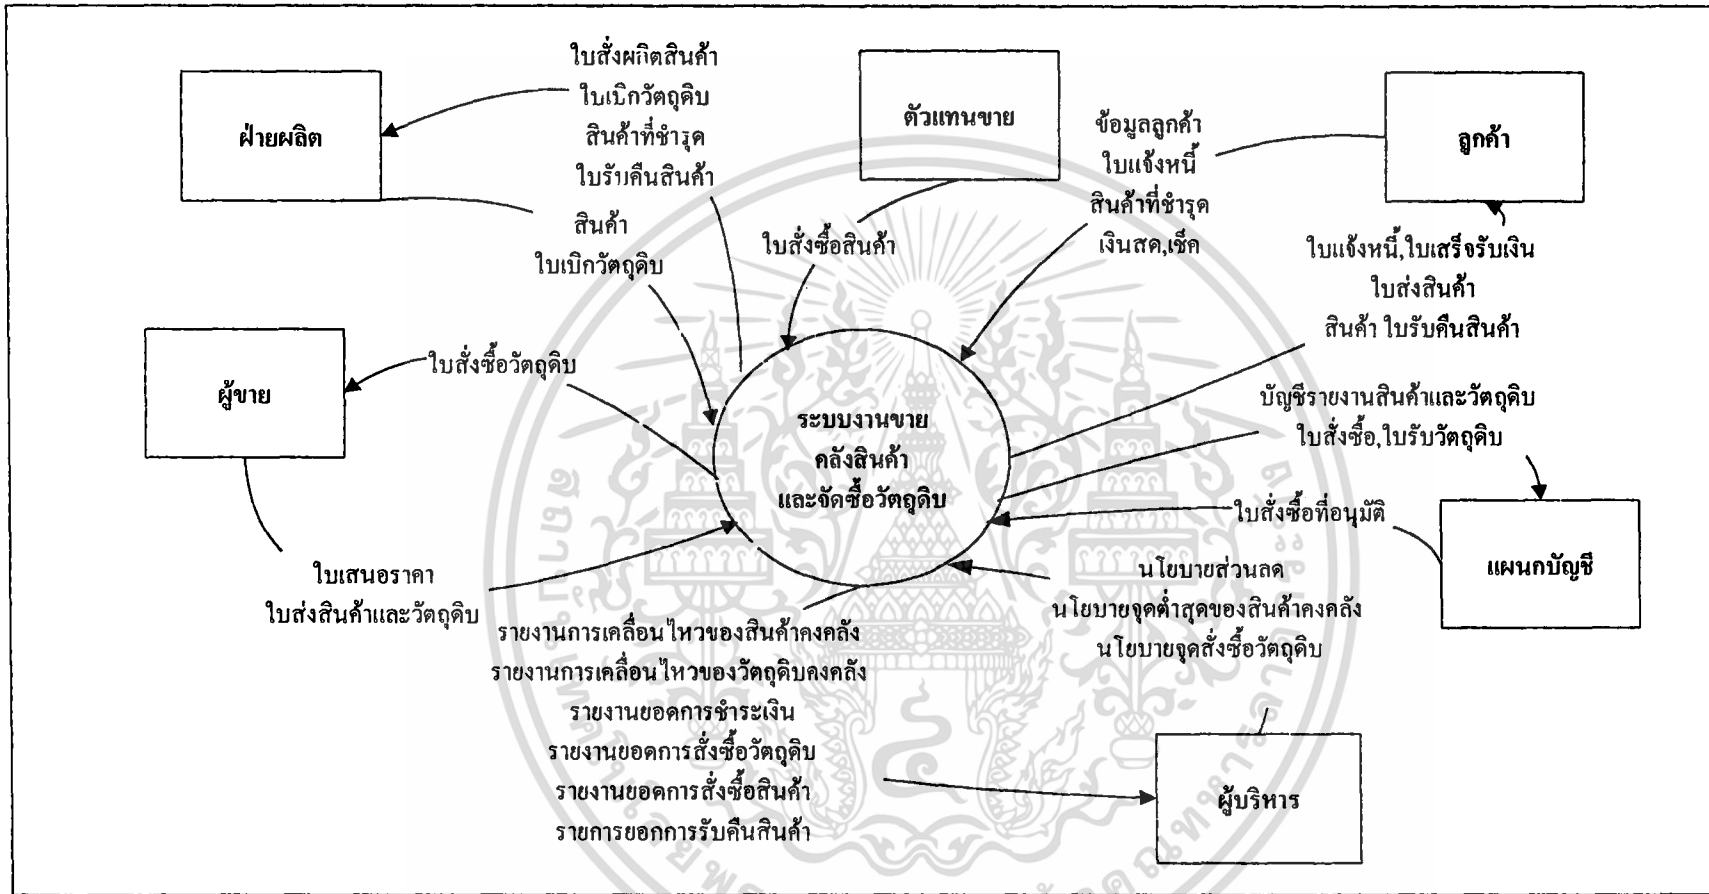 ใบสั่งผลิตสินค้า
ใบเบิกวัตถุดิบ
สินค้าที่ชำรุด
ใบรับคืนสินค้า
ฝ่ายผลิต
สินค้า
ใบเบิกวัตถุดิบ
ตัวแทนขาย
ใบสั่งซื้อสินค้า
ข้อมูลลูกค้า
ใบแจ้งหนี้
สินค้าที่ชำรุด
เงินสด,เช็ค
ลูกค้า
ใบแจ้งหนี้,ใบเสร็จรับเงิน
ใบส่งสินค้า
สินค้า ใบรับคืนสินค้า
ผู้ขาย
ใบสั่งซื้อวัตถุดิบ
ระบบงานขาย
คลังสินค้า
และจัดซื้อวัตถุดิบ
บัญชีรายงานสินค้าและวัตถุดิบ
ใบสั่งซื้อ,ใบรับวัตถุดิบ
ใบสั่งซื้อที่อนุมัติ
แผนกบัญชี
ใบเสนอราคา
ใบส่งสินค้าและวัตถุดิบ
นโยบายส่วนลด
นโยบายจุดต่ำสุดของสินค้าคงคลัง
นโยบายจุดสั่งซื้อวัตถุดิบ
รายงานการเคลื่อนไหวของสินค้าคงคลัง
รายงานการเคลื่อนไหวของวัตถุดิบคงคลัง
รายงานยอดการชำระเงิน
รายงานยอดการสั่งซื้อวัตถุดิบ
รายงานยอดการสั่งซื้อสินค้า
รายการยอกการรับคืนสินค้า
ผู้บริหาร